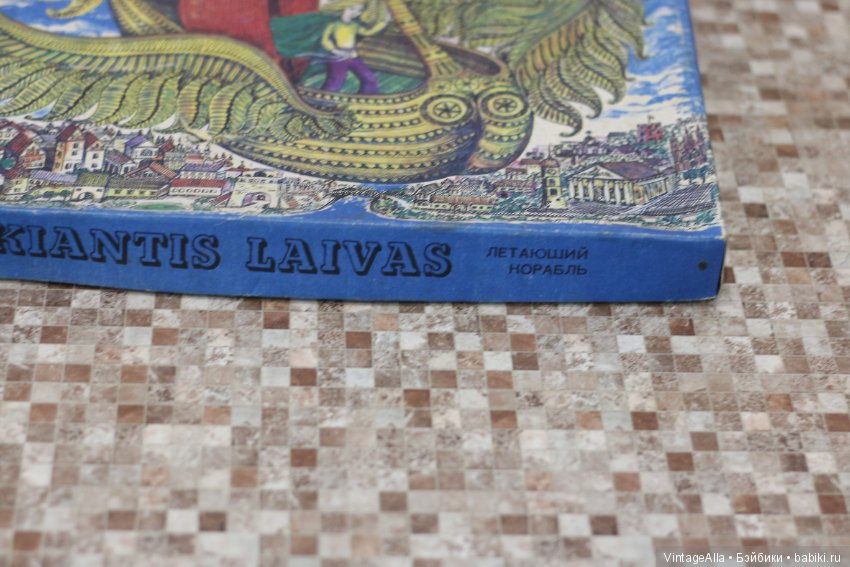 KIANTIS LAIVAS
ЛЕТАЮЩИЙ
КОРАБЛЬ
VintageAlla • Бэйбики • babiki.ru